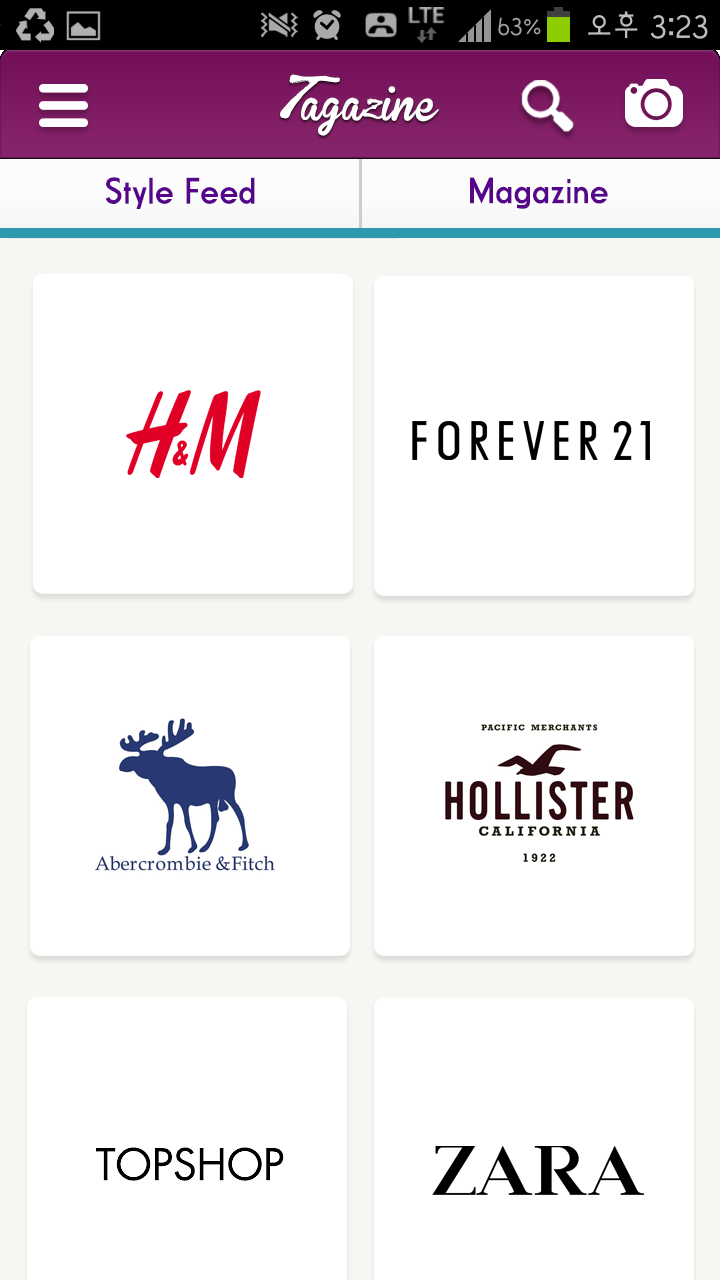 LTE 63% 오후 3:23
Tagazine
Style Feed Magazine
H&M
FOREVER 21
Abercrombie & Fitch
PACIFIC MERCHANTS
HOLLISTER
CALIFORNIA
1922
TOPSHOP
ZARA